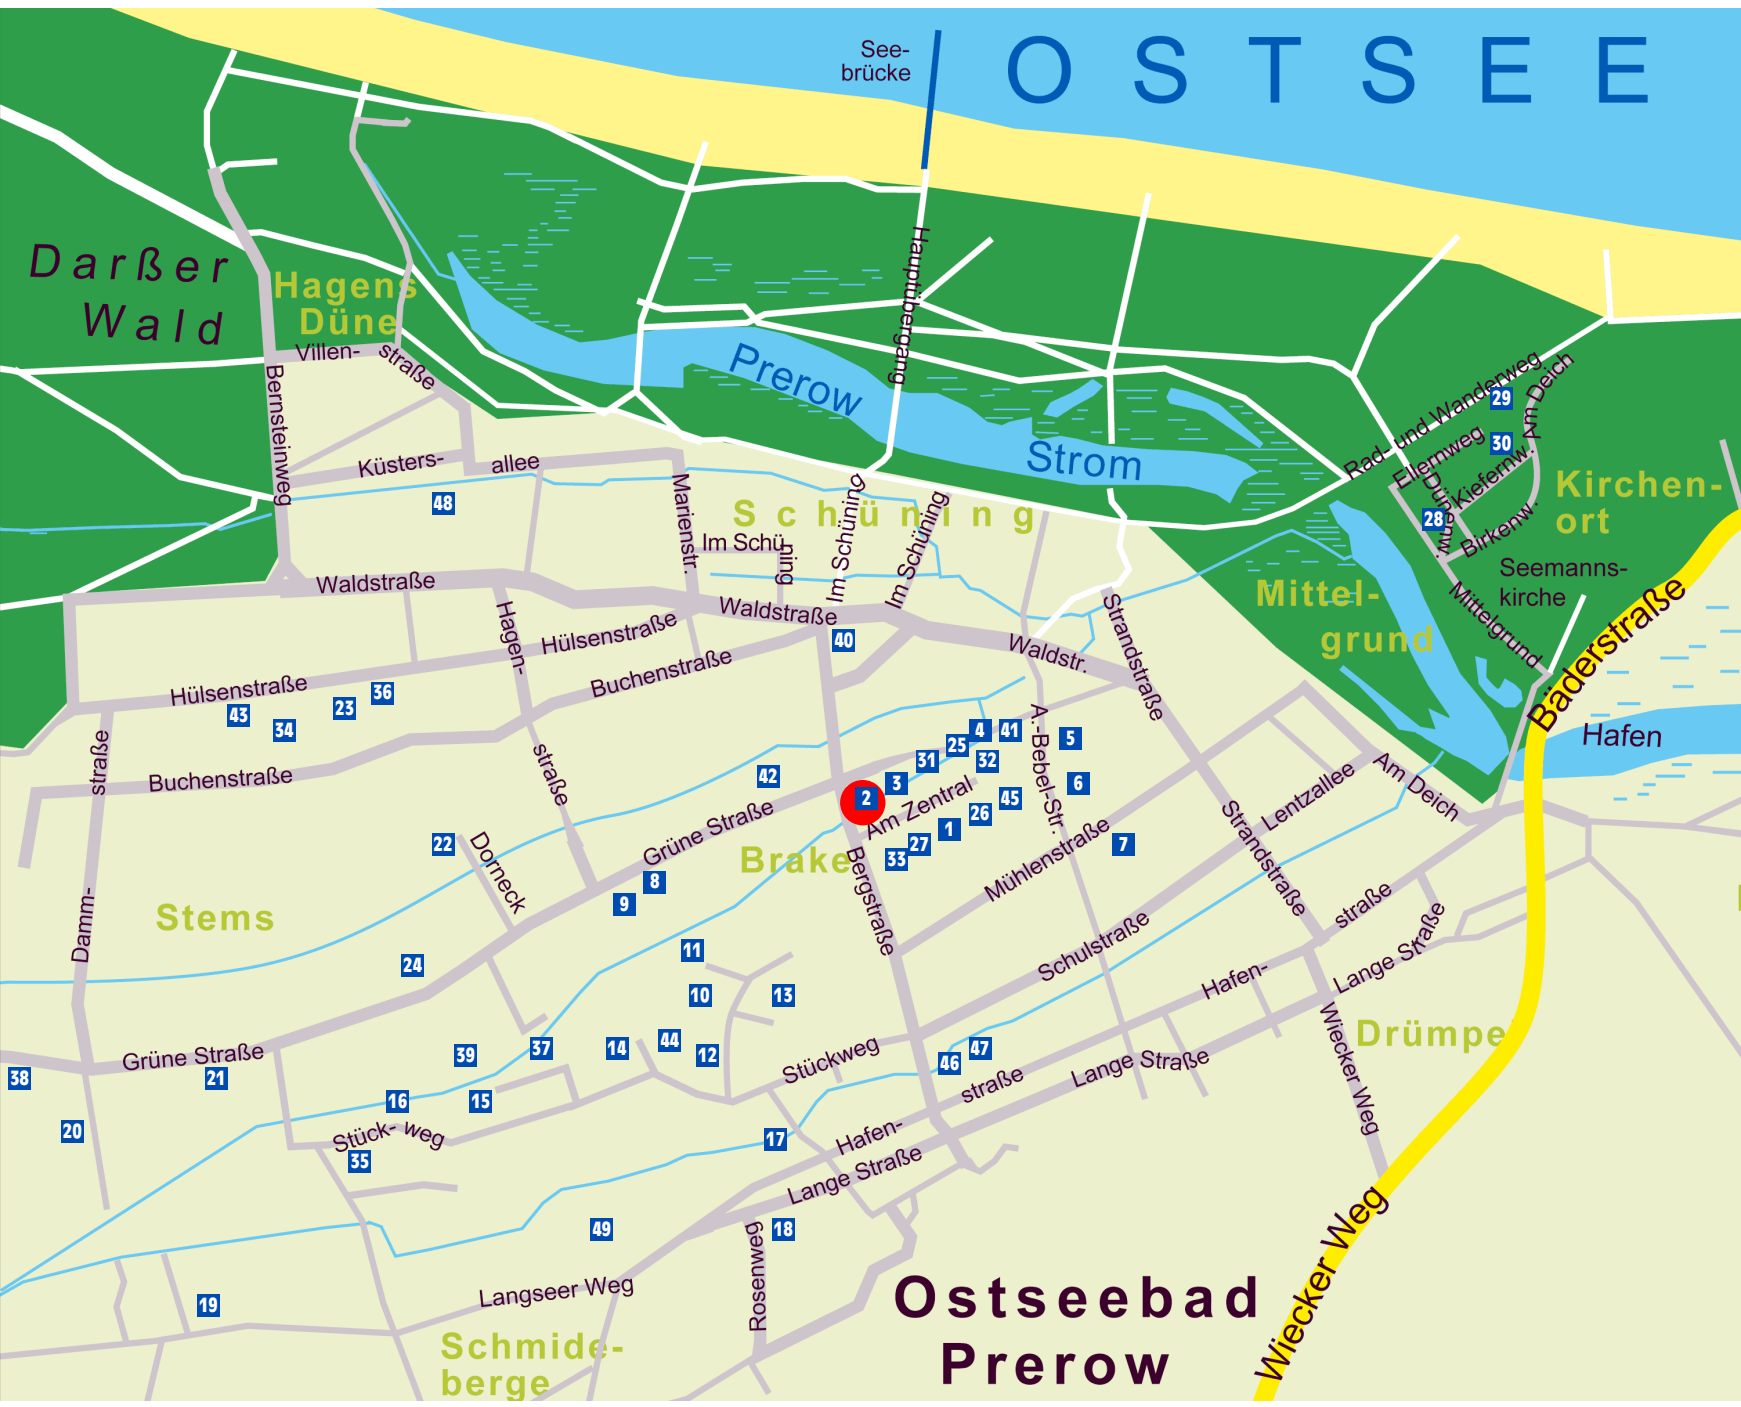 See-
brücke
OSTSEE
Darßer
Wald
Hagens
Düne
Villen-
straße
Bernsteinweg
Küsters-
allee
48
Prerow
Strom
Hauptübergang
Rad- und Wanderweg
29
Am Deich
30
Ellernweg
Kiefernw.
Dünenw.
28
Birkenw.
Kirchen-
ort
Seemanns-
kirche
Mittelgrund
Mittel-
grund
Bäderstraße
Hafen
Schüning
Marienstr.
Im Schü
ning
Im Schüning
Im Schüning
Waldstraße
Waldstraße
Waldstr.
40
Hagen-
straße
Hülsenstraße
Hülsenstraße
Buchenstraße
Buchenstraße
43
34
23
36
Strandstraße
Strandstraße
A.-Bebel-Str.
4
41
5
25
31
32
42
3
2
6
45
26
Am Zentral
1
27
33
7
Damm-
straße
22
Dorneck
Grüne Straße
Brake
8
9
Bergstraße
Mühlenstraße
Lentzallee
Am Deich
Stems
24
11
10
13
Schulstraße
Hafen-
straße
Lange Straße
Drümpe
Grüne Straße
38
21
20
39
37
14
44
12
16
15
Stück- weg
35
Stückweg
46
47
straße
Lange Straße
Wiecker Weg
17
Hafen-
Lange Straße
49
18
Rosenweg
19
Langseer Weg
Schmide-
berge
Wiecker Weg
Ostseebad
Prerow